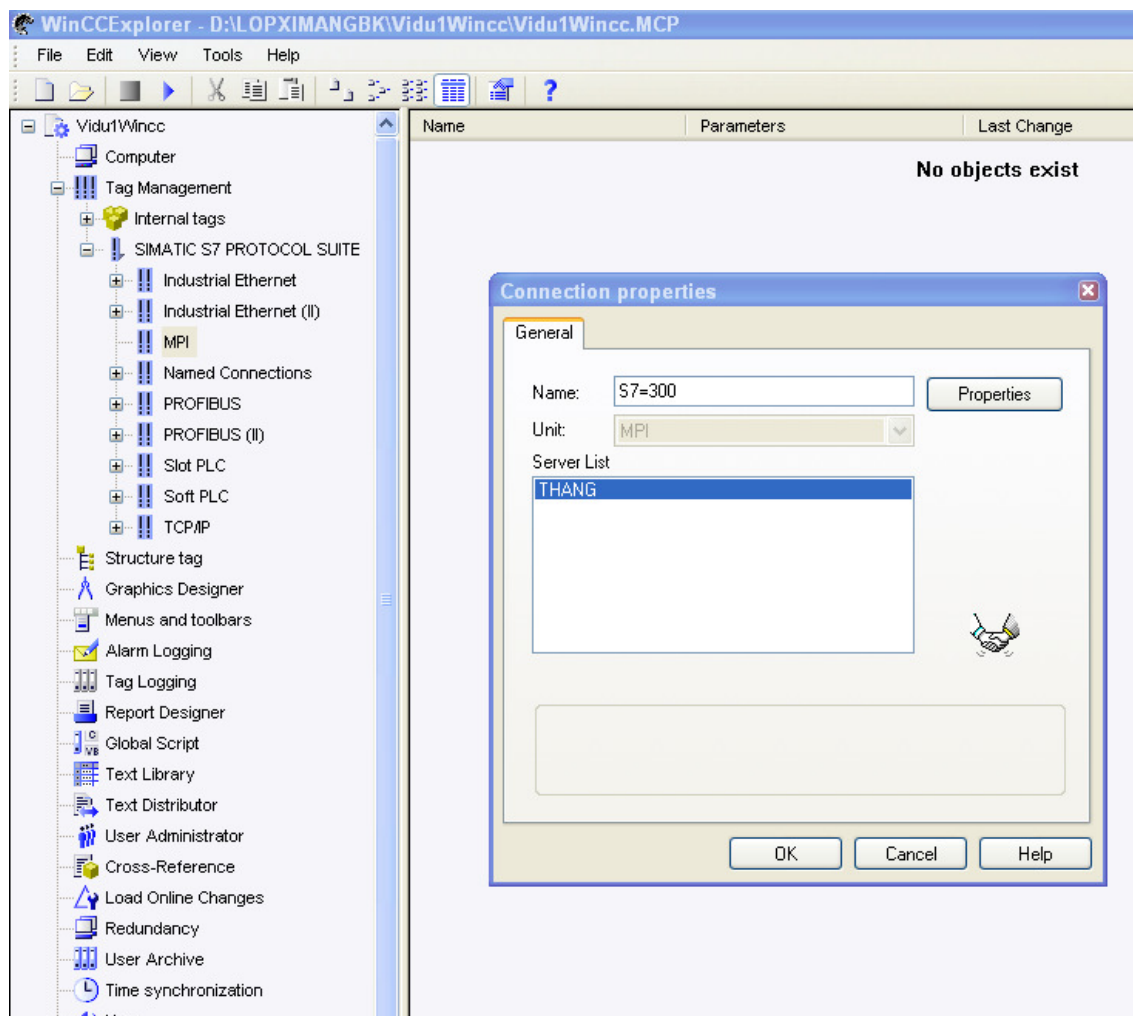 WinCCExplorer - D:\LOPXIMANGBK\Vidu1Wincc\Vidu1Wincc.MCP
File Edit View Tools Help
Vidu1Wincc
Computer
Tag Management
Internal tags
SIMATIC S7 PROTOCOL SUITE
Industrial Ethernet
Industrial Ethernet (II)
MPI
Named Connections
PROFIBUS
PROFIBUS (II)
Slot PLC
Soft PLC
TCP/IP
Structure tag
Graphics Designer
Menus and toolbars
Alarm Logging
Tag Logging
Report Designer
Global Script
Text Library
Text Distributor
User Administrator
Cross-Reference
Load Online Changes
Redundancy
User Archive
Time synchronization
Name Parameters Last Change
No objects exist
Connection properties
General
Name: S7=300 Properties
Unit: MPI
Server List
THANG
OK Cancel Help